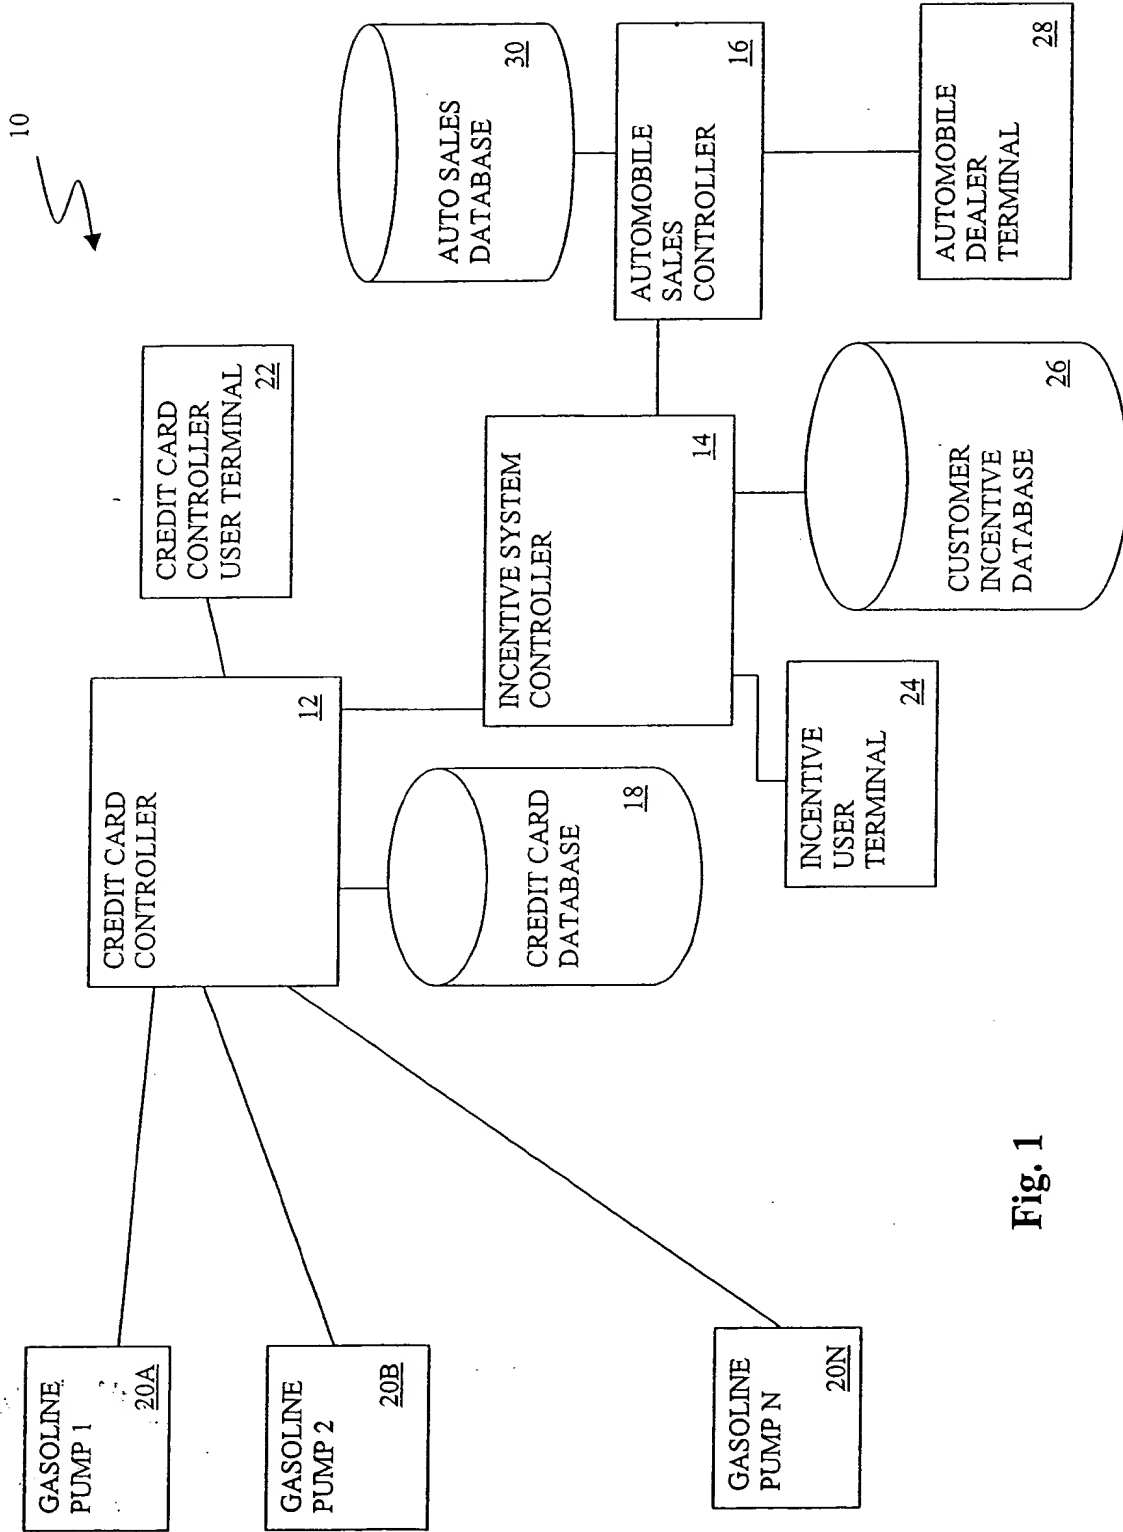 10
GASOLINE
PUMP 1
20A
GASOLINE
PUMP 2
20B
GASOLINE
PUMP N
20N
CREDIT CARD
CONTROLLER
12
CREDIT CARD
CONTROLLER
USER TERMINAL
22
CREDIT CARD
DATABASE
18
INCENTIVE SYSTEM
CONTROLLER
14
INCENTIVE
USER
TERMINAL
24
CUSTOMER
INCENTIVE
DATABASE
26
AUTO SALES
DATABASE
30
AUTOMOBILE
SALES
CONTROLLER
16
AUTOMOBILE
DEALER
TERMINAL
28
Fig. 1